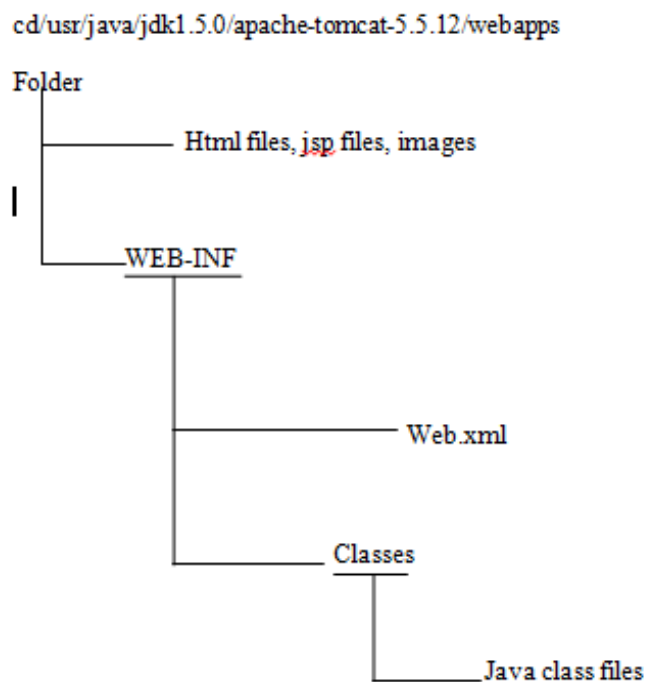 cd/usr/java/jdk1.5.0/apache-tomcat-5.5.12/webapps
Folder
Html files, jsp files, images
WEB-INF
Web.xml
Classes
Java class files